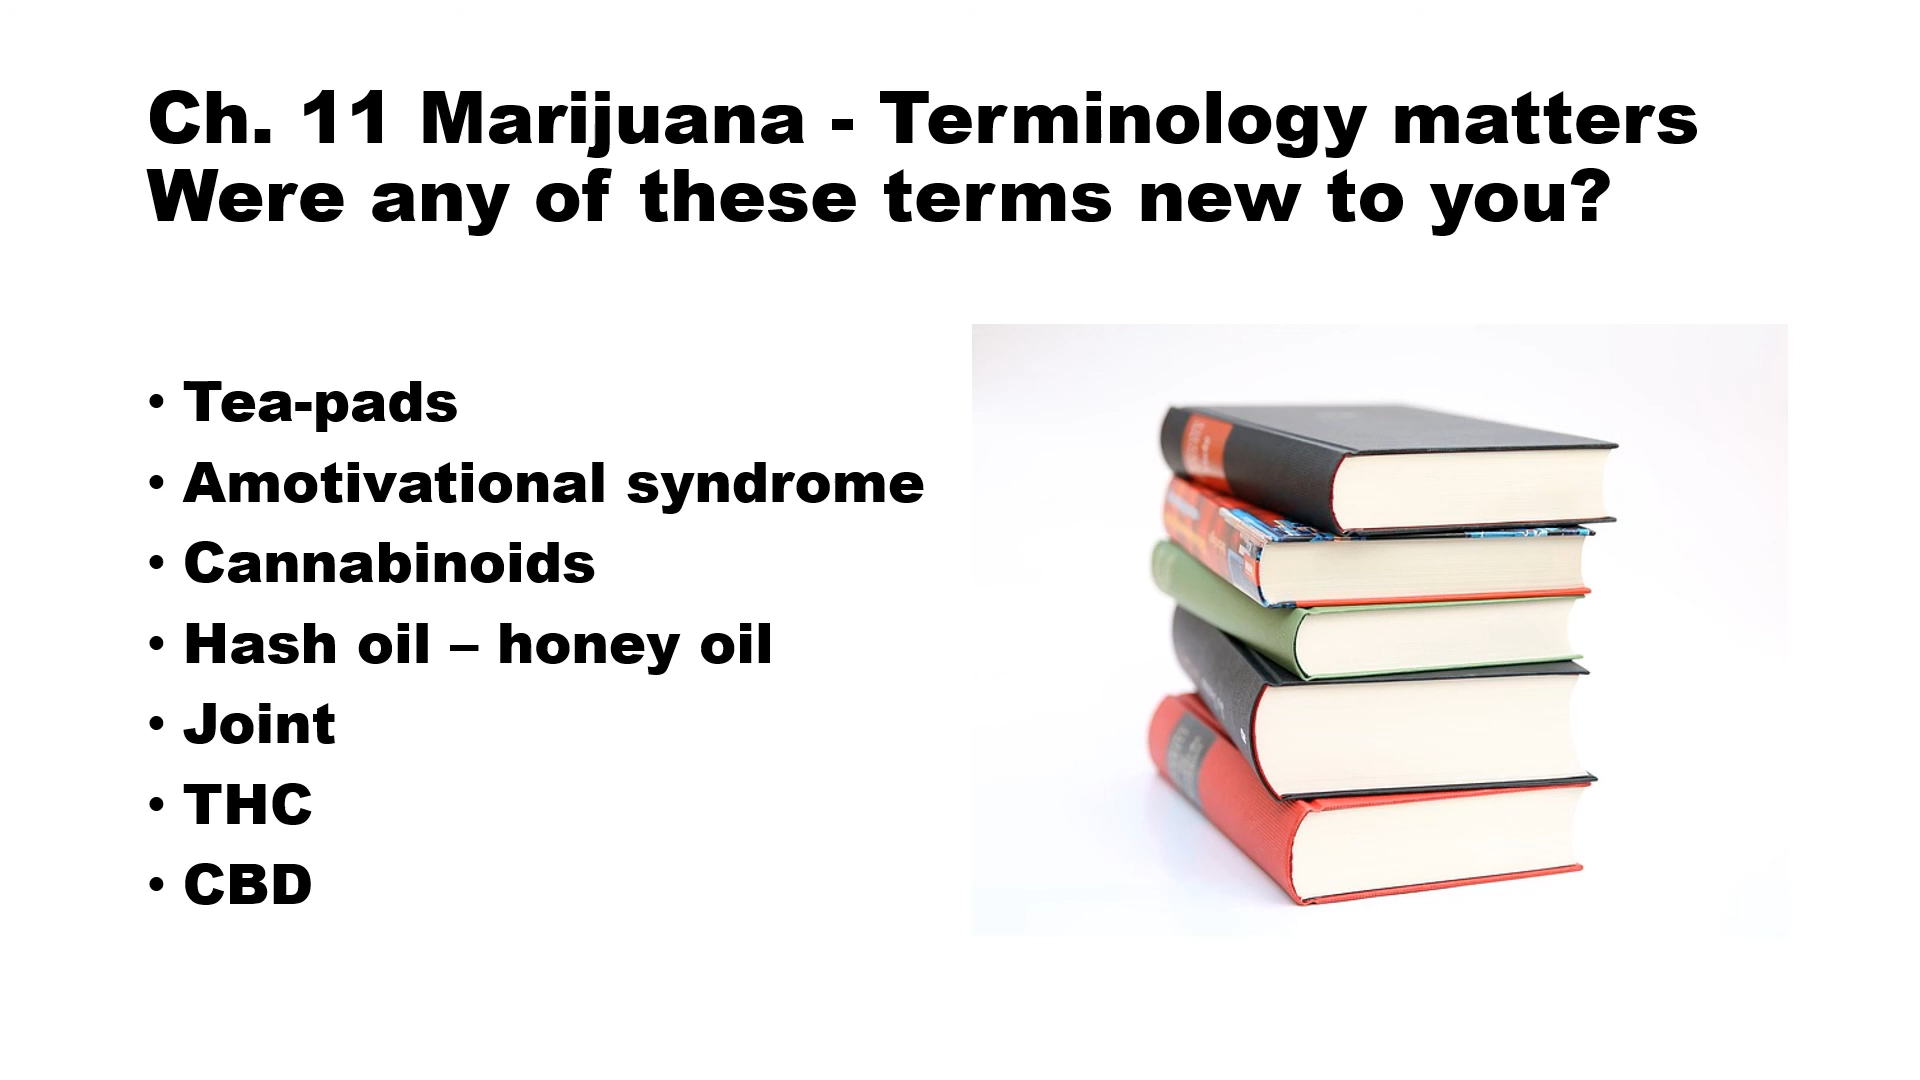 Ch. 11 Marijuana - Terminology matters
Were any of these terms new to you?
• Tea-pads
• Amotivational syndrome
• Cannabinoids
• Hash oil – honey oil
• Joint
• THC
• CBD